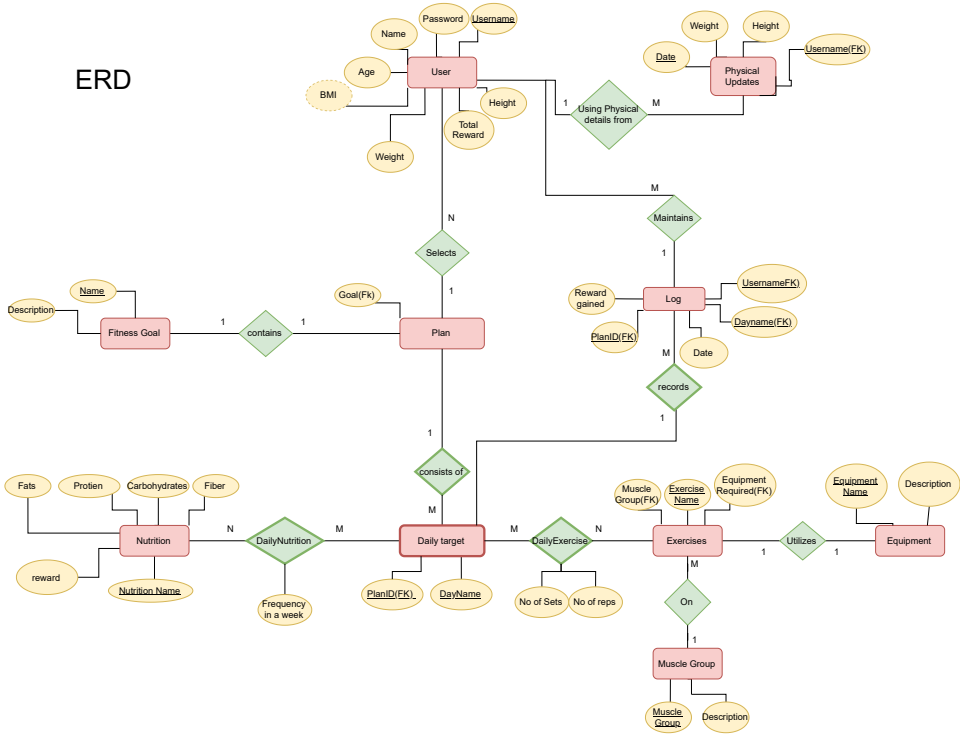 ERD
Name
Password
Username
Age
User
BMI
Height
Total
Reward
Weight
Weight
Height
Date
Username(FK)
Physical
Updates
1
Using Physical
details from
M
N
Selects
1
M
Maintains
1
Description
Name
Fitness Goal
1
contains
1
Goal(Fk)
Plan
Reward
gained
Log
UsernameFK)
PlanID(FK)
Dayname(FK)
Date
M
records
1
1
consists of
M
Fats
Protien
Carbohydrates
Fiber
Nutrition
reward
Nutrition Name
N
DailyNutrition
M
Frequency
in a week
Daily target
PlanID(FK)
DayName
M
DailyExercise
N
No of Sets
No of reps
Muscle
Group(FK)
Exercise
Name
Equipment
Required(FK)
Exercises
1
Utilizes
1
Equipment
Name
Description
Equipment
M
On
1
Muscle Group
Muscle
Group
Description